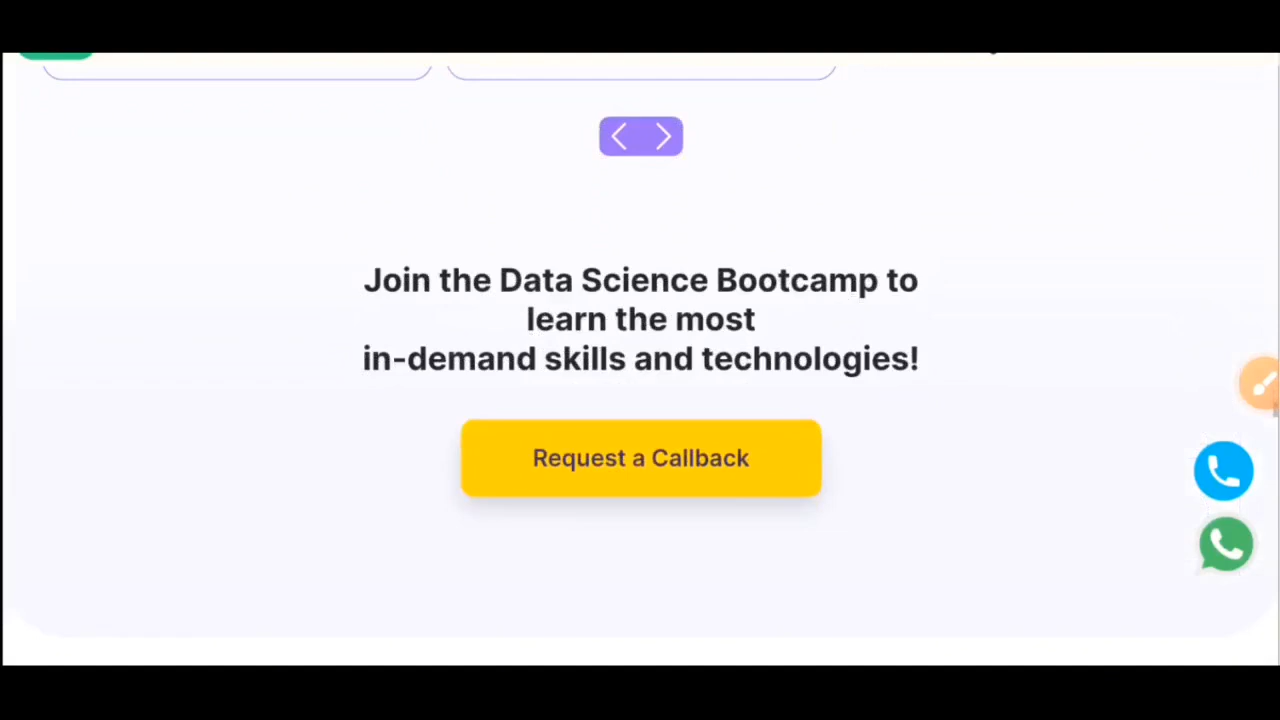 Join the Data Science Bootcamp to
learn the most
in-demand skills and technologies!
Request a Callback